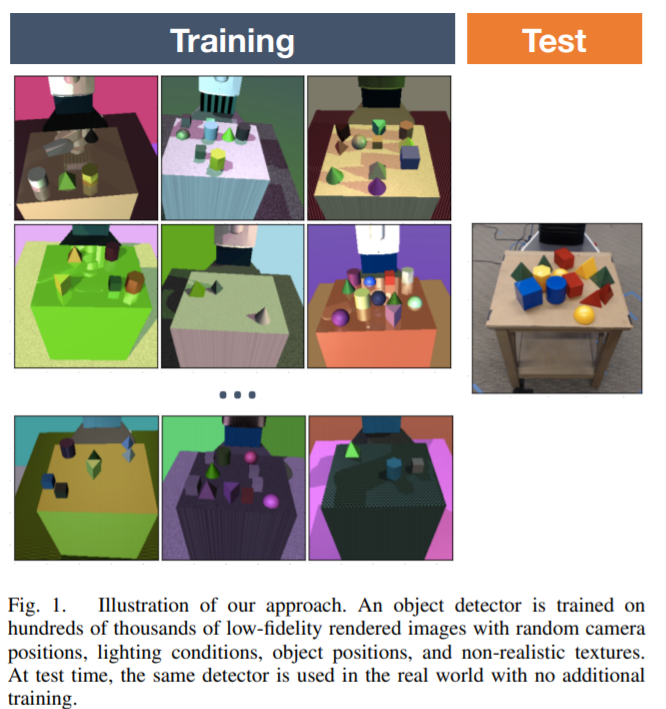 Training
Test
Fig. 1. Illustration of our approach. An object detector is trained on
hundreds of thousands of low-fidelity rendered images with random camera
positions, lighting conditions, object positions, and non-realistic textures.
At test time, the same detector is used in the real world with no additional
training.